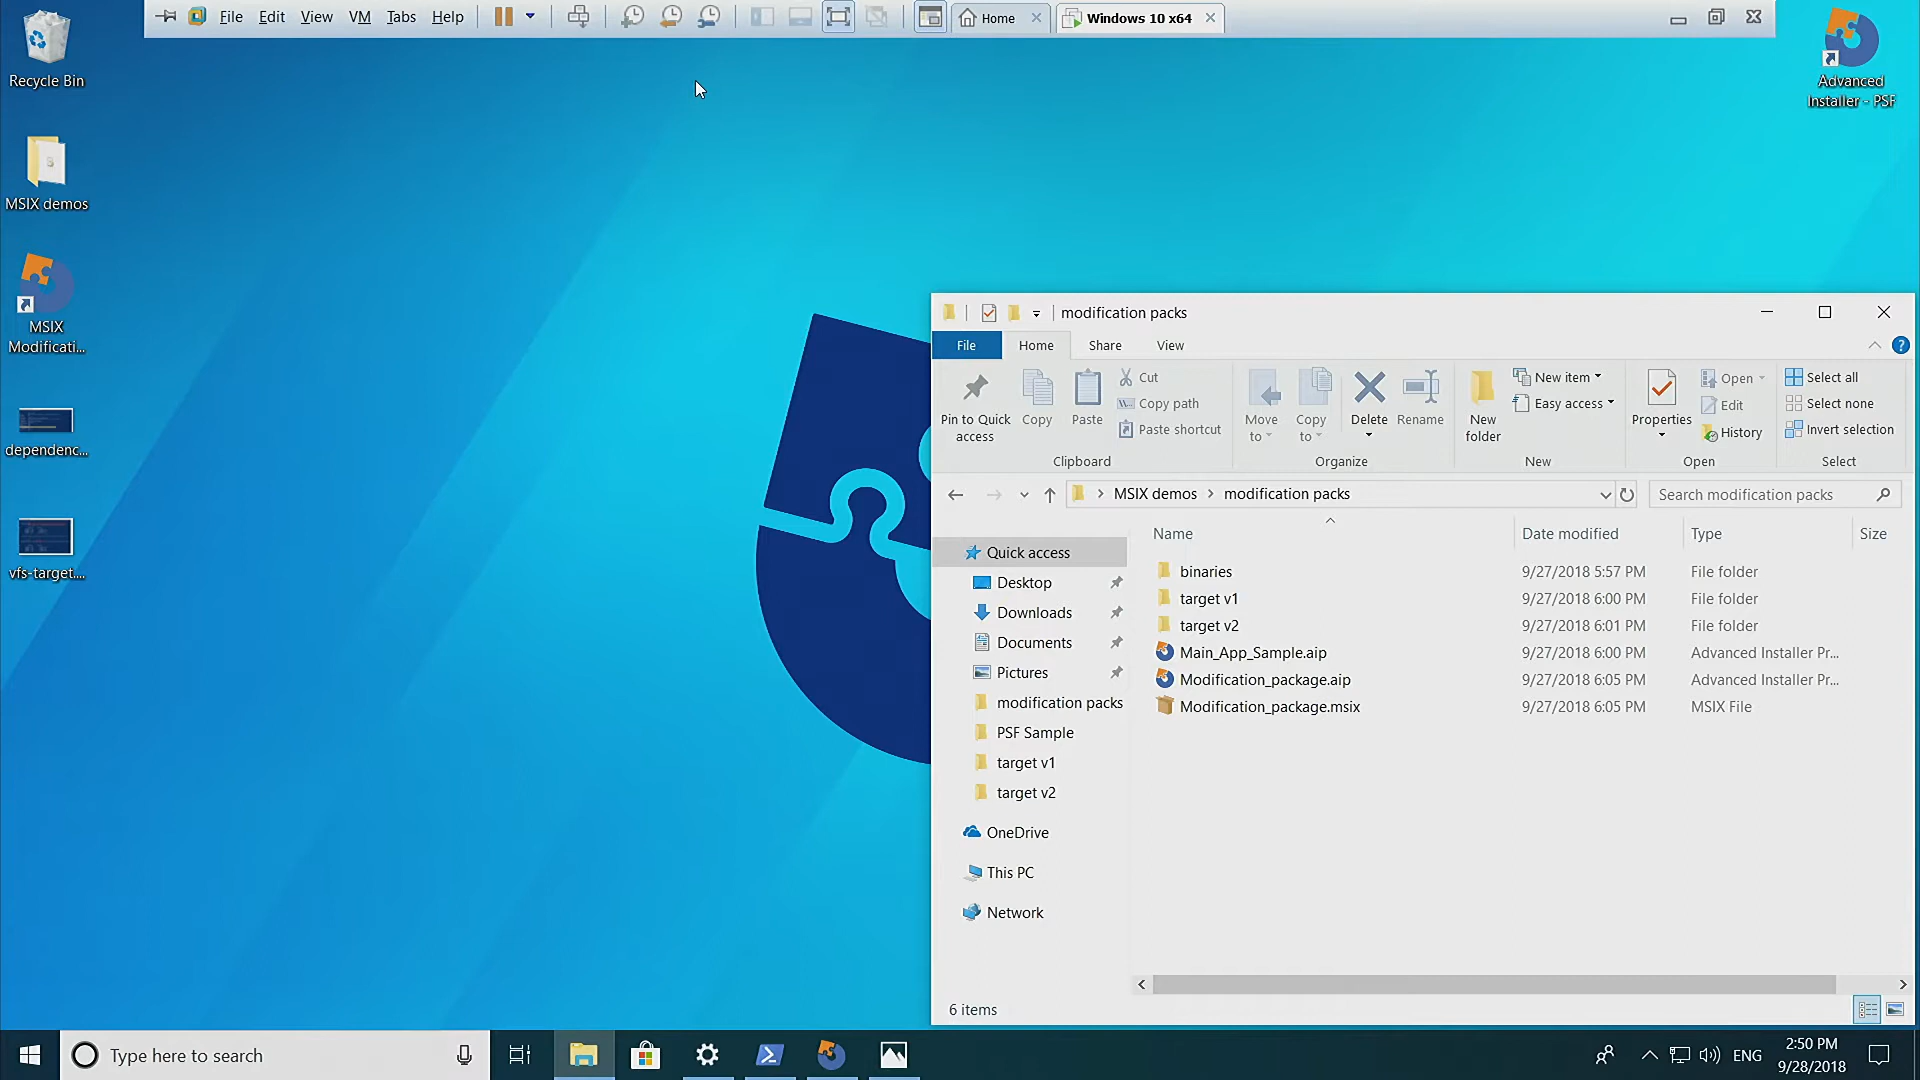 File Edit View VM Tabs Help
Home
Windows 10 x64
Recycle Bin
Advanced
Installer - PSF
MSIX demos
MSIX
Modificati...
dependenc...
vfs-target....
modification packs
File Home Share View
Pin to Quick
access
Copy
Paste
Cut
Copy path
Paste shortcut
Clipboard
Move
to
Copy
to
Delete
Rename
Organize
New
folder
New item
Easy access
New
Properties
Open
Edit
History
Open
Select all
Select none
Invert selection
Select
MSIX demos modification packs
Search modification packs
Name Date modified Type Size
Quick access
Desktop
Downloads
Documents
Pictures
modification packs
PSF Sample
target v1
target v2
OneDrive
This PC
Network
binaries 9/27/2018 5:57 PM File folder
target v1 9/27/2018 6:00 PM File folder
target v2 9/27/2018 6:01 PM File folder
Main_App_Sample.aip 9/27/2018 6:00 PM Advanced Installer Pr...
Modification_package.aip 9/27/2018 6:05 PM Advanced Installer Pr...
Modification_package.msix 9/27/2018 6:05 PM MSIX File
6 items
Type here to search
ENG
2:50 PM
9/28/2018